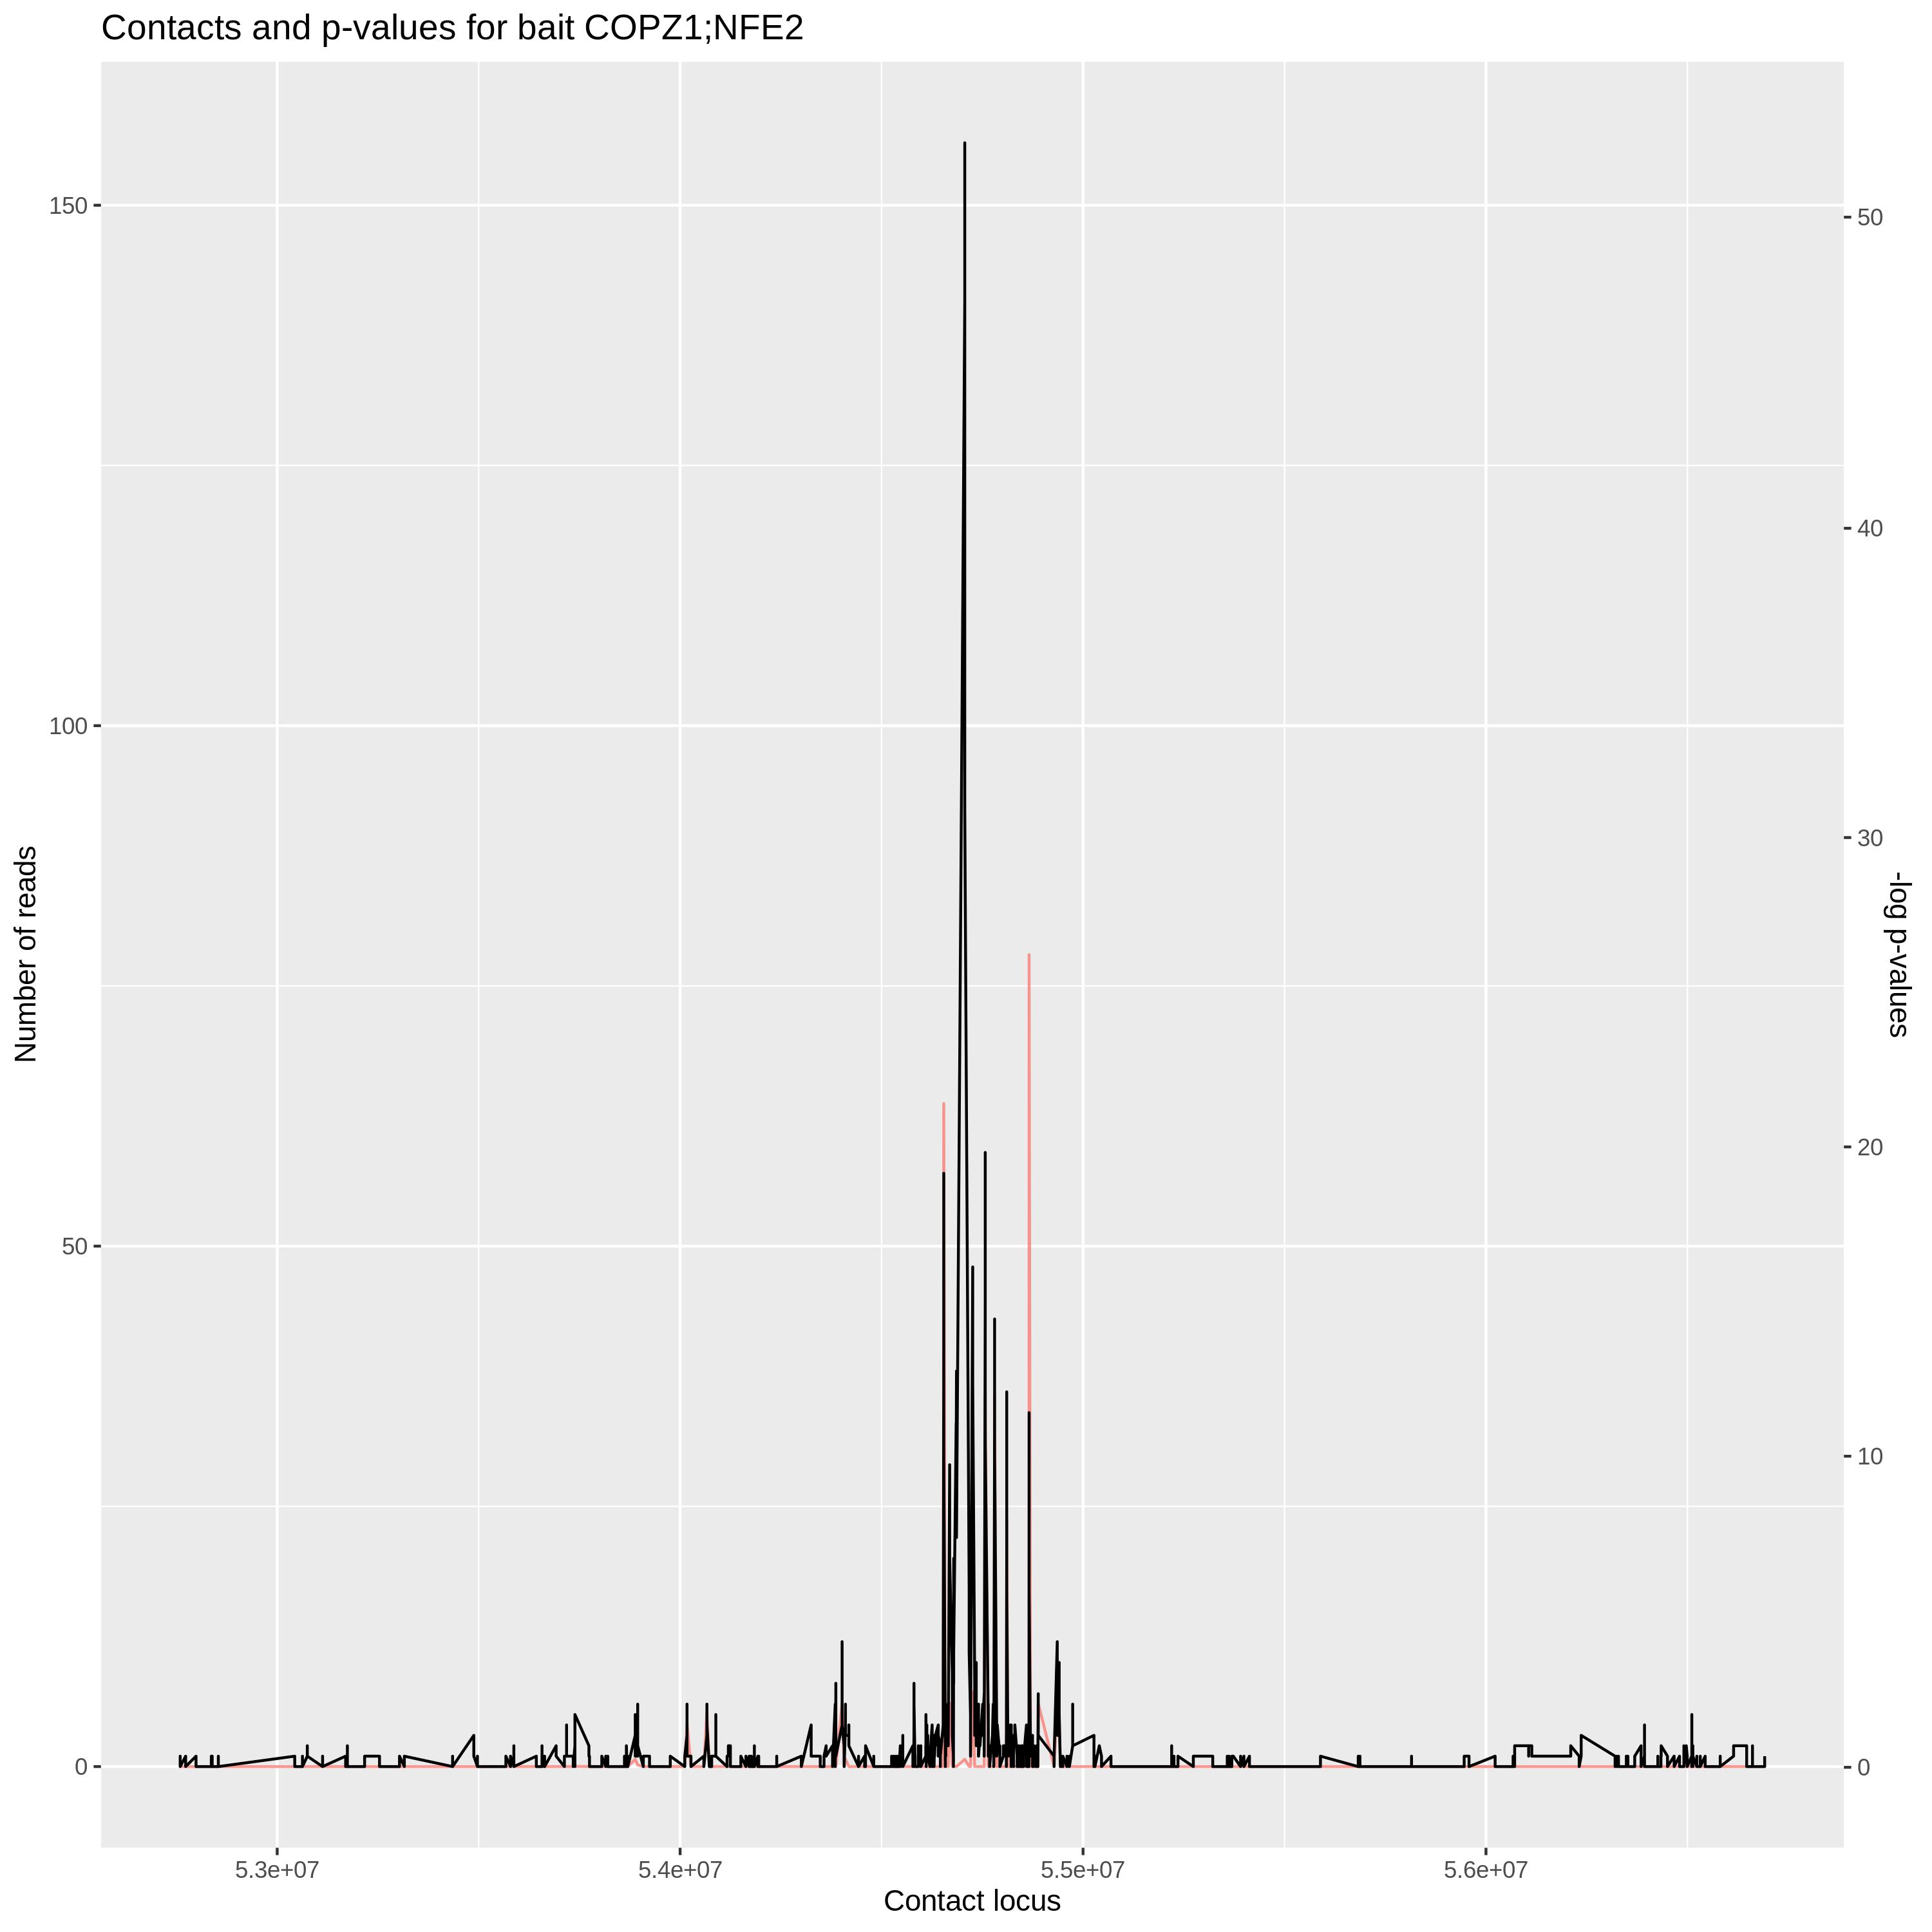 Contacts and p-values for bait COPZ1;NFE2
150
100
50
0
Number of reads
50
40
30
20
10
0
-log p-values
5.3e+07
5.4e+07
5.5e+07
5.6e+07
Contact locus